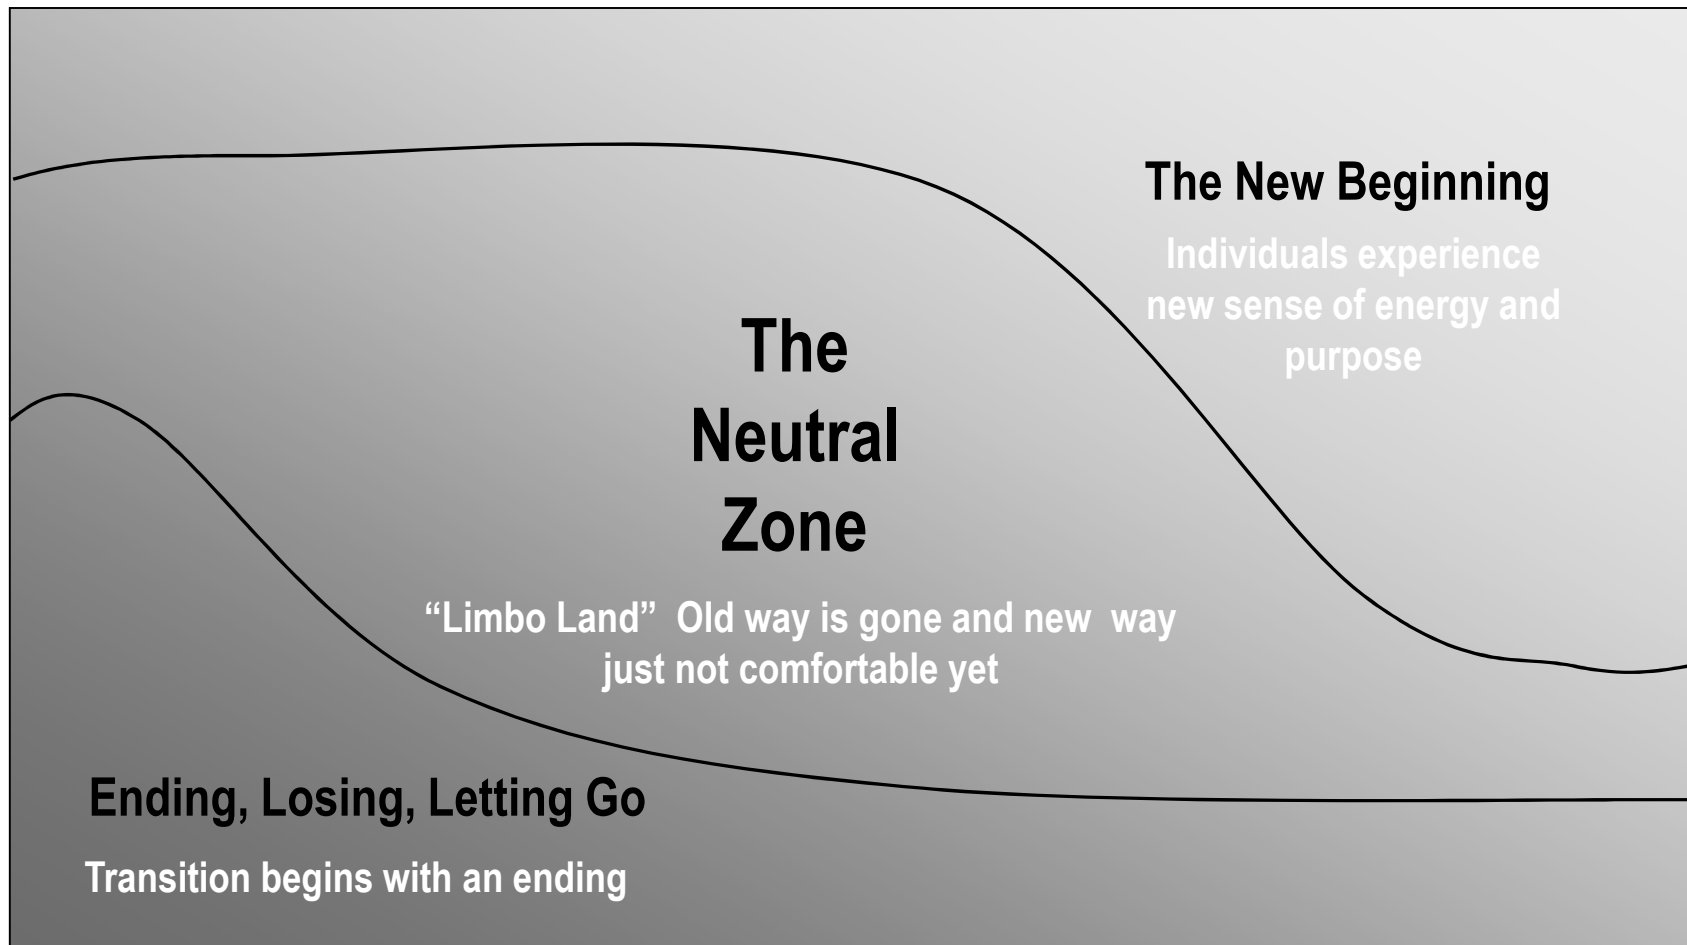 The New Beginning
Individuals experience
new sense of energy and
purpose
The
Neutral
Zone
“Limbo Land”  Old way is gone and new  way
just not comfortable yet
Ending, Losing, Letting Go
Transition begins with an ending